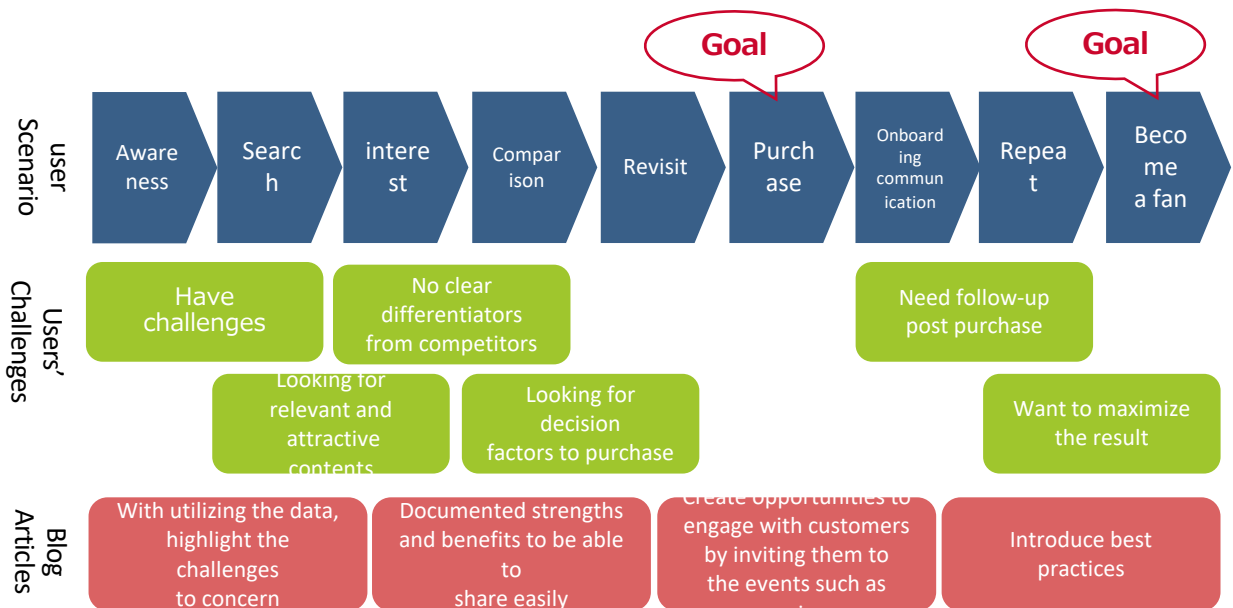 Goal
Goal
user
Scenario
Aware
ness
Searc
h
intere
st
Compar
ison
Revisit
Purch
ase
Onboard
ing
commun
ication
Repea
t
Beco
me
a fan
Users’
Challenges
Have
challenges
No clear
differentiators
from competitors
Need follow-up
post purchase
Looking for
relevant and
attractive
contents
Looking for
decision
factors to purchase
Want to maximize
the result
Blog
Articles
With utilizing the data,
highlight the
challenges
to concern
Documented strengths
and benefits to be able
to
share easily
Create opportunities to
engage with customers
by inviting them to
the events such as
Introduce best
practices